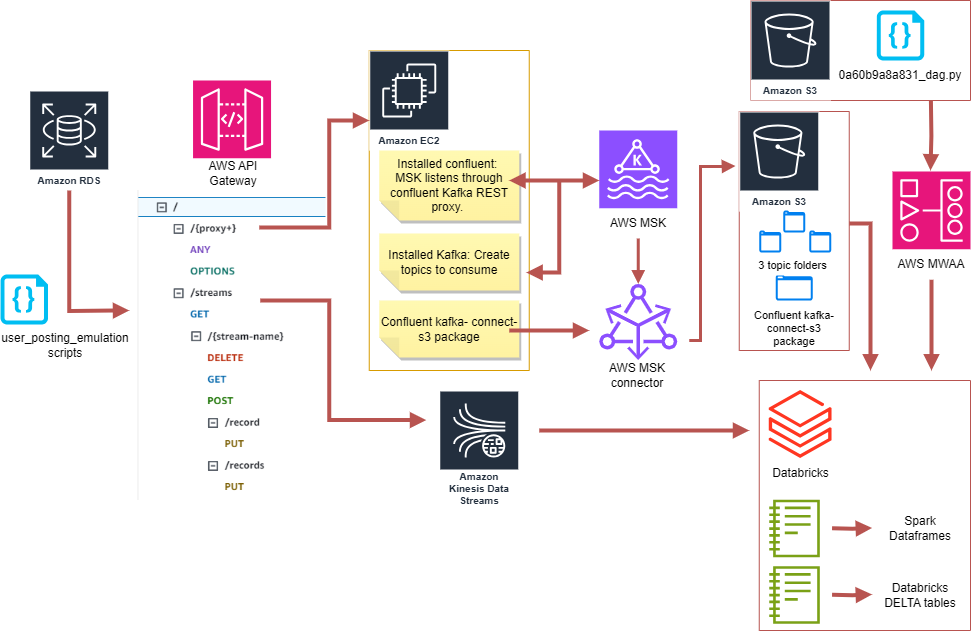 Amazon RDS
user_posting_emulation
scripts
AWS API
Gateway
/
/{proxy+}
ANY
OPTIONS
/streams
GET
/{stream-name}
DELETE
GET
POST
/record
PUT
/records
PUT
Amazon EC2
Installed confluent:
MSK listens through
confluent Kafka REST
proxy.
Installed Kafka: Create
topics to consume
Confluent kafka- connect-
s3 package
Amazon
Kinesis Data
Streams
K
AWS MSK
AWS MSK
connector
Amazon S3
0a60b9a8a831_dag.py
Amazon S3
3 topic folders
Confluent kafka-
connect-s3
package
AWS MWAA
Databricks
Spark
Dataframes
Databricks
DELTA tables